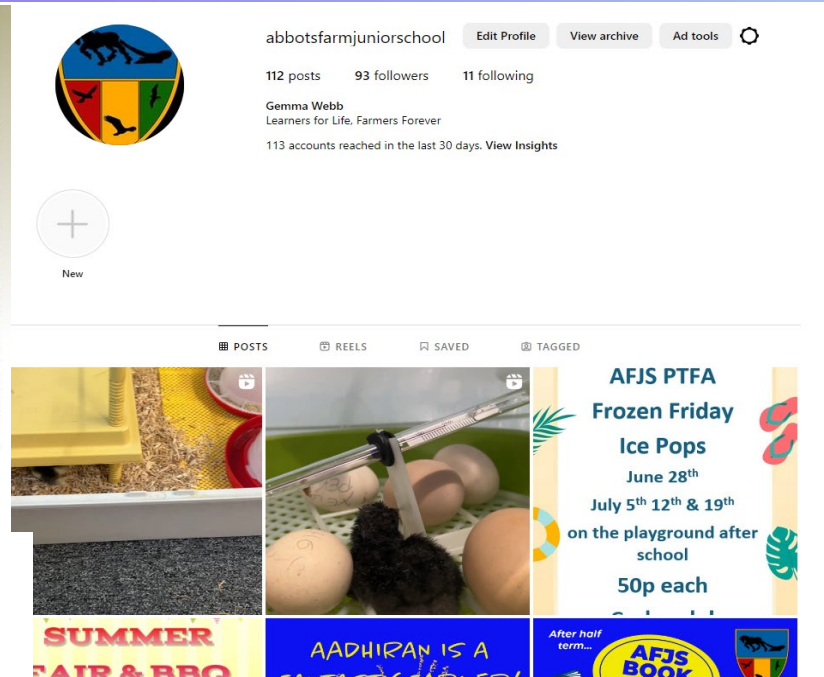 abbotsfarmjuniorschool Edit Profile View archive Ad tools
112 posts 93 followers 11 following
Gemma Webb
Learners for Life, Farmers Forever
113 accounts reached in the last 30 days. View Insights
New
POSTS REELS SAVED TAGGED
AFJS PTFA
Frozen Friday
Ice Pops
June 28th
July 5th 12th & 19th
on the playground after
school
50p each
SUMMER
FAIR & BBQ
AADHIRAN IS A
After half
term...
AFJS
BOOK